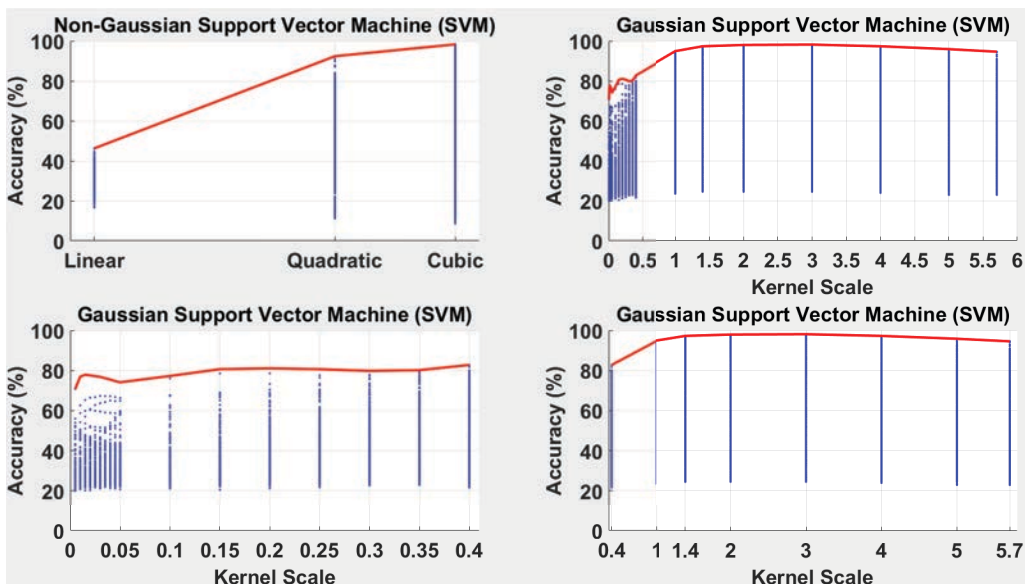 Non-Gaussian Support Vector Machine (SVM)
Accuracy (%)
100
80
60
40
20
0
Linear Quadratic Cubic
Gaussian Support Vector Machine (SVM)
Accuracy (%)
100
80
60
40
20
0
0 0.5 1 1.5 2 2.5 3 3.5 4 4.5 5 5.5 6
Kernel Scale
Gaussian Support Vector Machine (SVM)
Accuracy (%)
100
80
60
40
20
0
0 0.05 0.1 0.15 0.2 0.25 0.3 0.35 0.4
Kernel Scale
Gaussian Support Vector Machine (SVM)
Accuracy (%)
100
80
60
40
20
0
0.4 1 1.4 2 3 4 5 5.7
Kernel Scale